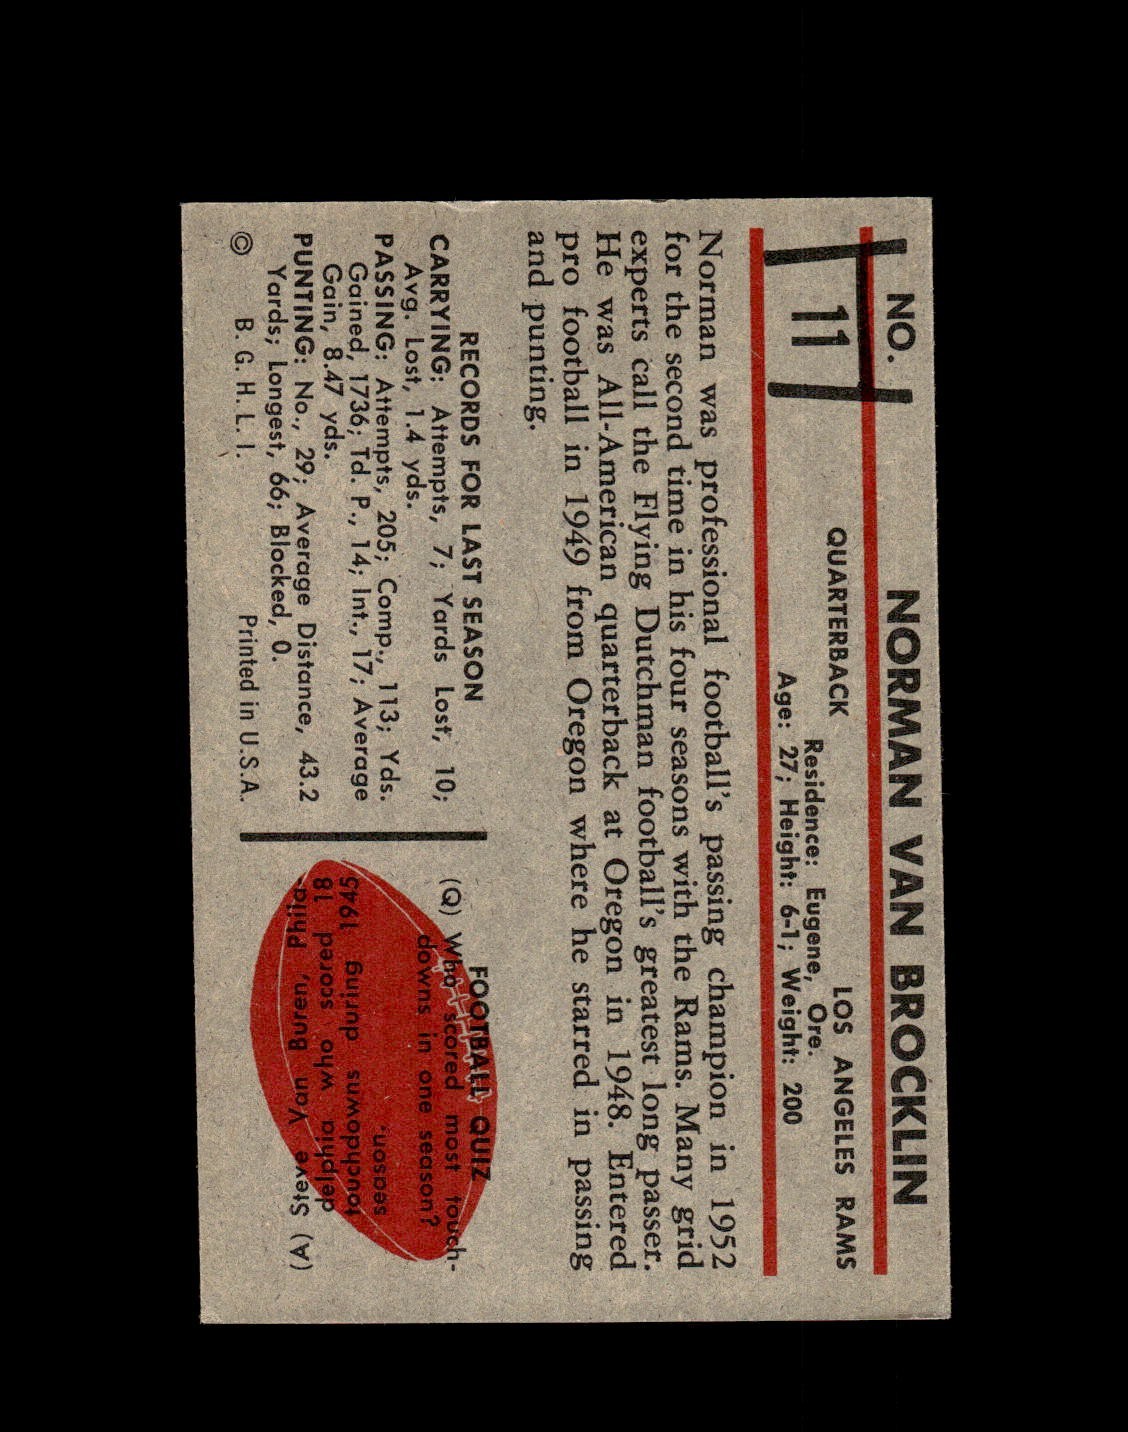 NO.
11
NORMAN VAN BROCKLIN
QUARTERBACK
LOS ANGELES RAMS
Residence: Eugene, Ore.
Age: 27; Height: 6-1; Weight: 200
Norman was professional football's passing champion in 1952
for the second time in his four seasons with the Rams. Many grid
experts call the Flying Dutchman football's greatest long passer.
He was All-American quarterback at Oregon in 1948. Entered
pro football in 1949 from Oregon where he starred in passing
and punting.
RECORDS FOR LAST SEASON
CARRYING: Attempts, 7; Yards Lost, 10;
Avg. Lost, 1.4 yds.
PASSING: Attempts, 205; Comp., 113; Yds.
Gained, 1736; Td. P., 14; Int., 17; Average
Gain, 8.47 yds.
PUNTING: No., 29; Average Distance, 43.2
Yards; Longest, 66; Blocked, 0.
© B. G. H. L. I.
Printed in U.S.A.
FOOTBALL QUIZ
(Q) Who scored most touch-
downs in one season?
(A) Steve Van Buren, Phila-
delphia who scored 18
touchdowns during 1945
season.